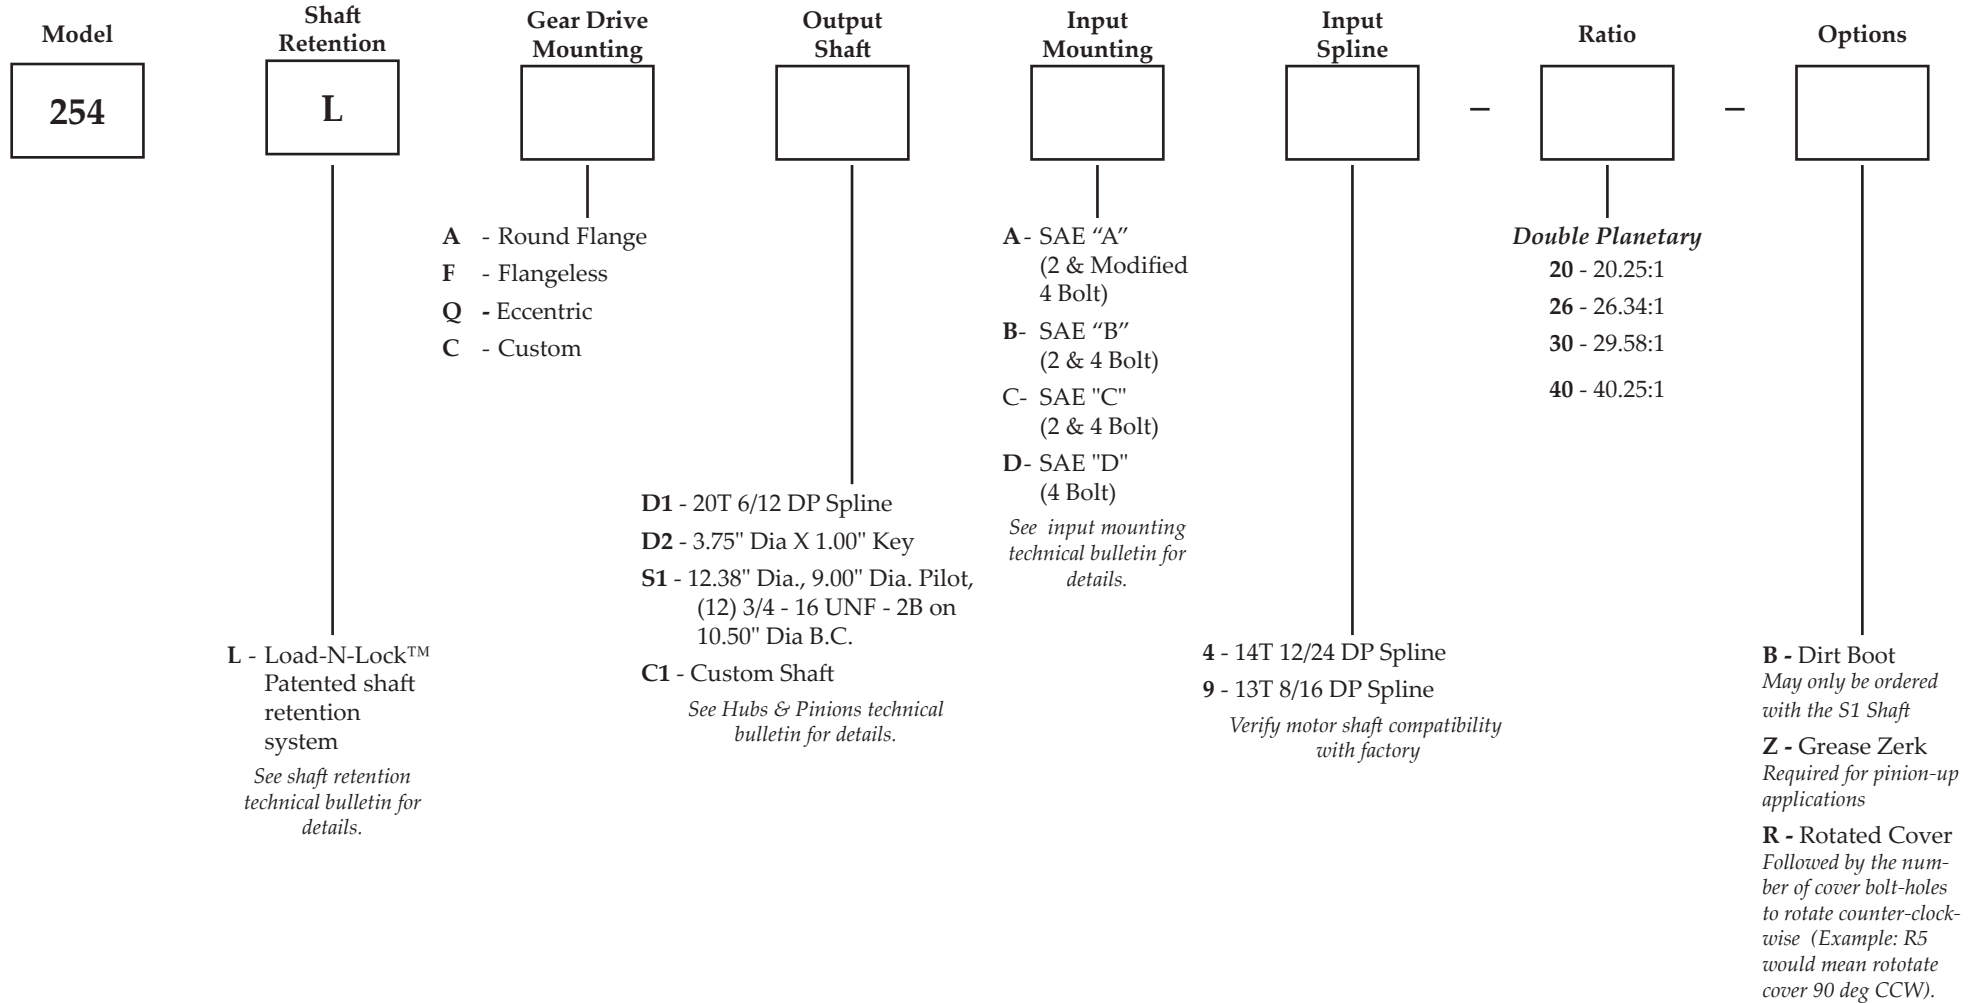 Model
Shaft
Retention
Gear Drive
Mounting
Output
Shaft
Input
Mounting
Input
Spline
Ratio
Options
254
L
–
–
A - Round Flange
F - Flangeless
Q - Eccentric
C - Custom
A - SAE “A”
(2 & Modified
4 Bolt)
B- SAE “B”
(2 & 4 Bolt)
C- SAE "C"
(2 & 4 Bolt)
D- SAE "D"
(4 Bolt)
See input mounting
technical bulletin for
details.
Double Planetary
20 - 20.25:1
26 - 26.34:1
30 - 29.58:1
40 - 40.25:1
D1 - 20T 6/12 DP Spline
D2 - 3.75" Dia X 1.00" Key
S1 - 12.38" Dia., 9.00" Dia. Pilot,
(12) 3/4 - 16 UNF - 2B on
10.50" Dia B.C.
C1 - Custom Shaft
See Hubs & Pinions technical
bulletin for details.
L - Load-N-Lock™
Patented shaft
retention
system
See shaft retention
technical bulletin for
details.
4 - 14T 12/24 DP Spline
9 - 13T 8/16 DP Spline
Verify motor shaft compatibility
with factory
B - Dirt Boot
May only be ordered
with the S1 Shaft
Z - Grease Zerk
Required for pinion-up
applications
R - Rotated Cover
Followed by the num-
ber of cover bolt-holes
to rotate counter-clock-
wise (Example: R5
would mean rototate
cover 90 deg CCW).